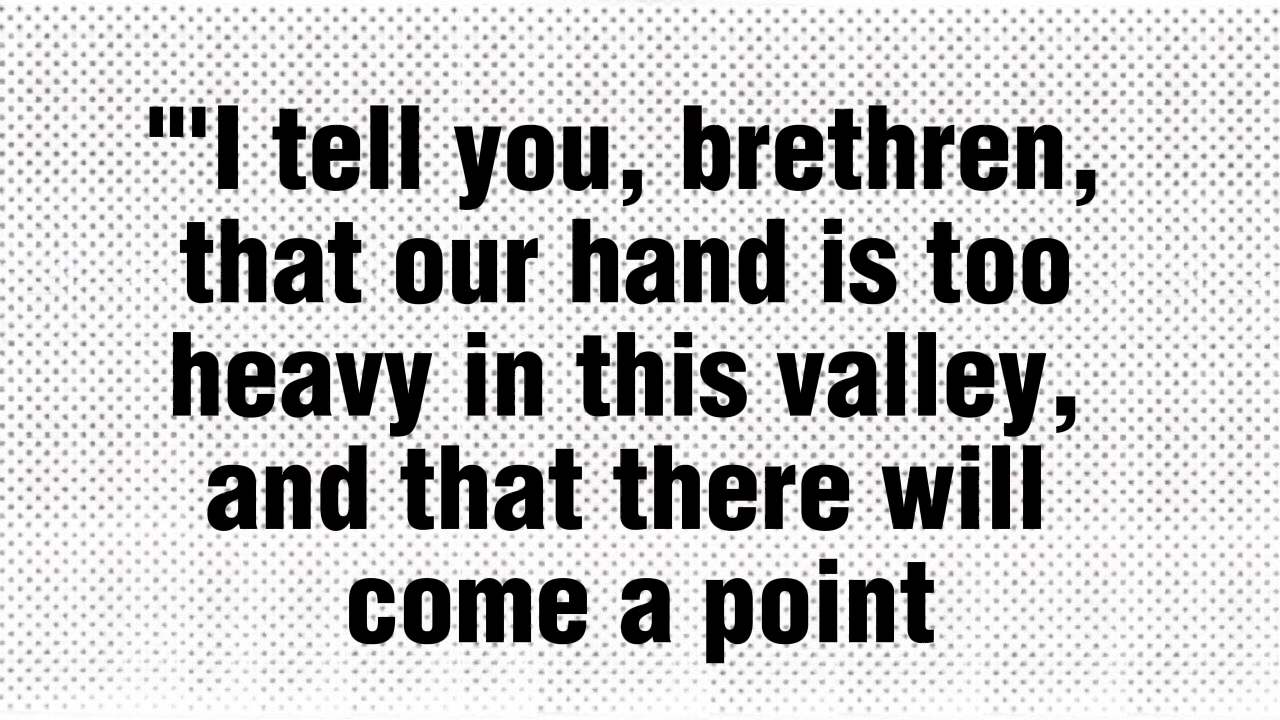 "'I tell you, brethren,
that our hand is too
heavy in this valley,
and that there will
come a point